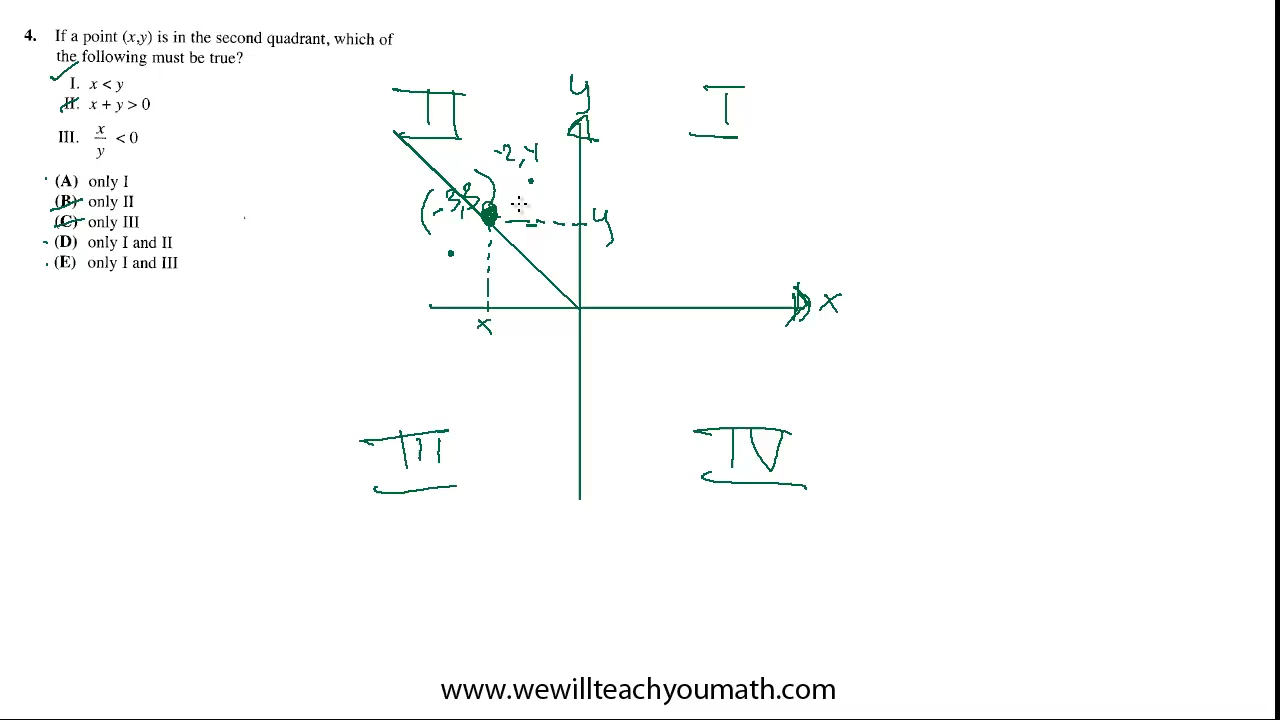 4. If a point (x,y) is in the second quadrant, which of
the following must be true?
I. x < y
II. x + y > 0
III. x/y < 0
(A) only I
(B) only II
(C) only III
(D) only I and II
(E) only I and III
II
y
I
-2,4
y
x
x
III
IV
www.wewillteachyoumath.com